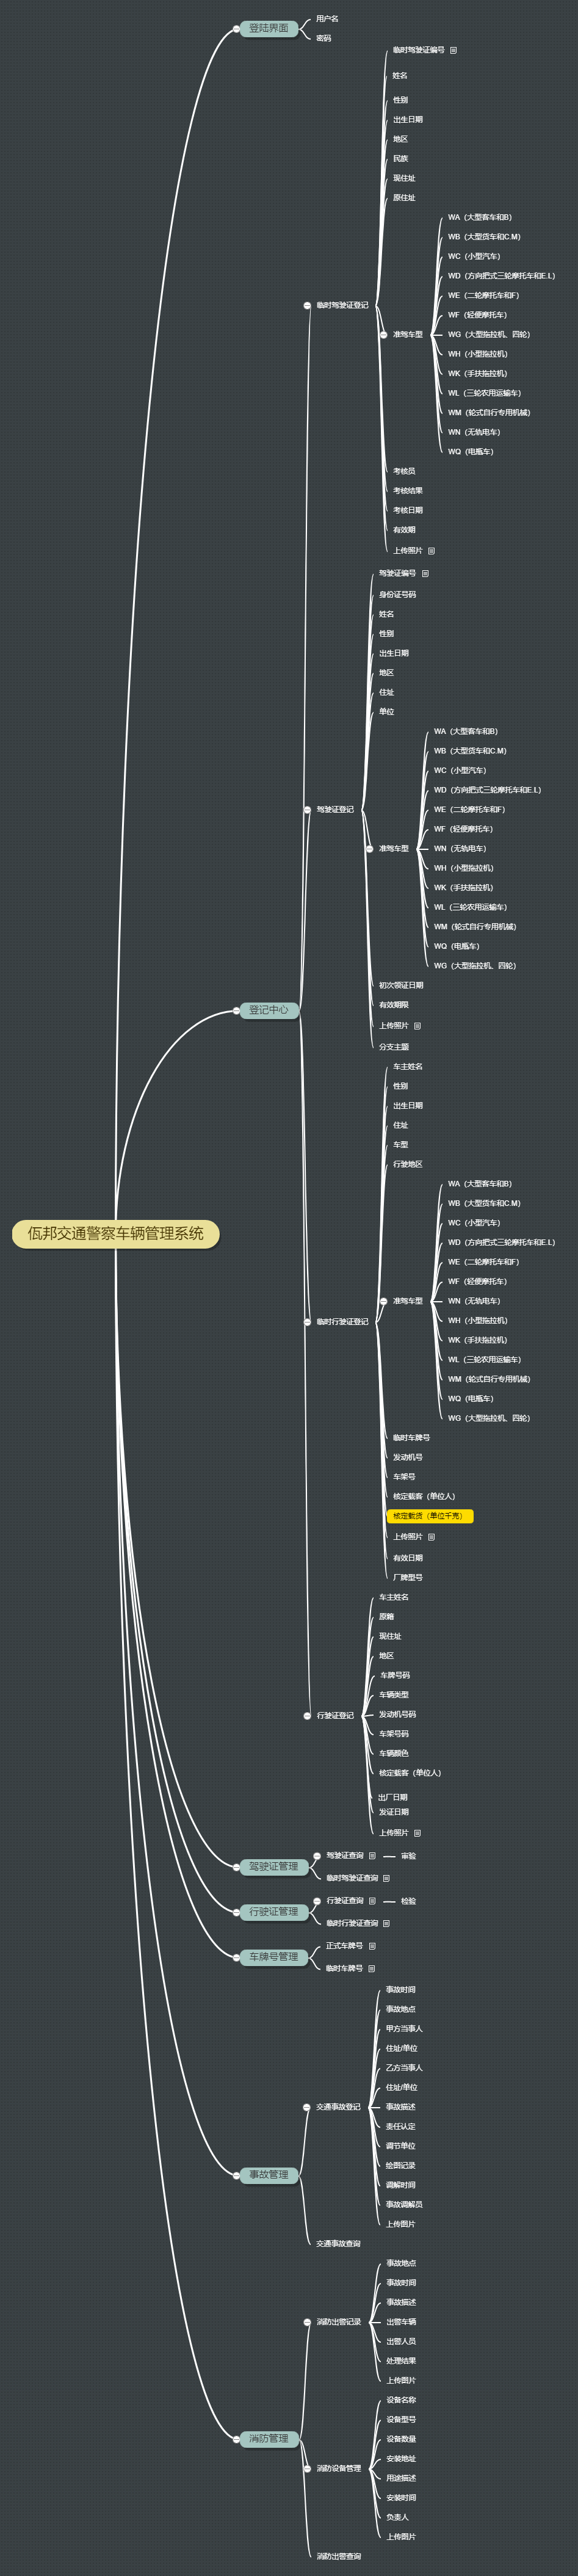 登陆界面
用户名
密码
临时驾驶证编号
姓名
性别
出生日期
地区
民族
现住址
原住址
WA（大型客车和B）
WB（大型货车和C.M）
WC（小型汽车）
WD（方向把式三轮摩托车和E.L）
WE（二轮摩托车和F）
WF（轻便摩托车）
临时驾驶证登记
准驾车型
WG（大型拖拉机、四轮）
WH（小型拖拉机）
WK（手扶拖拉机）
WL（三轮农用运输车）
WM（轮式自行专用机械）
WN（无轨电车）
WQ（电瓶车）
考核员
考核结果
考核日期
有效期
上传照片
驾驶证编号
身份证号码
姓名
性别
出生日期
地区
住址
单位
WA（大型客车和B）
WB（大型货车和C.M）
WC（小型汽车）
WD（方向把式三轮摩托车和E.L）
驾驶证登记
WE（二轮摩托车和F）
WF（轻便摩托车）
准驾车型
WN（无轨电车）
WH（小型拖拉机）
WK（手扶拖拉机）
WL（三轮农用运输车）
WM（轮式自行专用机械）
WQ（电瓶车）
WG（大型拖拉机、四轮）
初次领证日期
有效期限
登记中心
上传照片
分支主题
车主姓名
性别
出生日期
住址
车型
行驶地区
WA（大型客车和B）
WB（大型货车和C.M）
WC（小型汽车）
佤邦交通警察车辆管理系统
WD（方向把式三轮摩托车和E.L）
WE（二轮摩托车和F）
WF（轻便摩托车）
准驾车型
WN（无轨电车）
临时行驶证登记
WH（小型拖拉机）
WK（手扶拖拉机）
WL（三轮农用运输车）
WM（轮式自行专用机械）
WQ（电瓶车）
WG（大型拖拉机、四轮）
临时车牌号
发动机号
车架号
核定载客（单位人）
核定载货（单位千克）
上传照片
有效日期
厂牌型号
车主姓名
原籍
现住址
地区
车牌号码
车辆类型
行驶证登记
发动机号码
车架号码
车辆颜色
核定载客（单位人）
出厂日期
发证日期
上传照片
驾驶证管理
驾驶证查询
审验
临时驾驶证查询
行驶证管理
行驶证查询
检验
临时行驶证查询
车牌号管理
正式车牌号
临时车牌号
事故时间
事故地点
甲方当事人
住址/单位
乙方当事人
住址/单位
交通事故登记
事故描述
责任认定
调节单位
绘图记录
事故管理
调解时间
事故调解员
上传图片
交通事故查询
事故地点
事故时间
事故描述
消防出警记录
出警车辆
出警人员
处理结果
上传图片
设备名称
设备型号
消防管理
设备数量
安装地址
消防设备管理
用途描述
安装时间
负责人
上传图片
消防出警查询